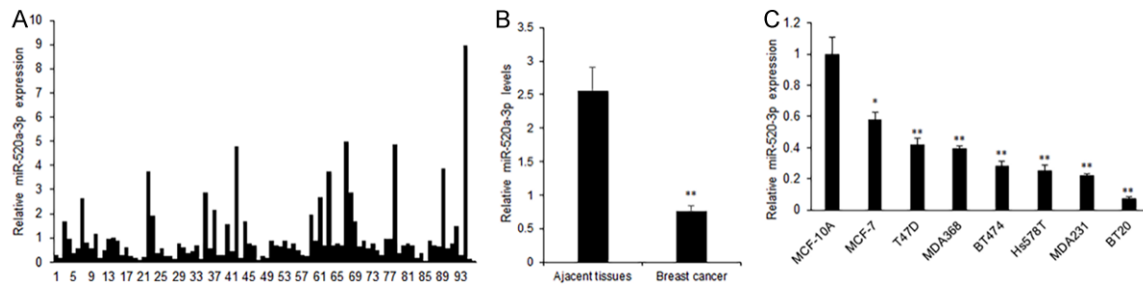 A
Relative miR-520a-3p expression
10
9
8
7
6
5
4
3
2
1
0
1 5 9 13 17 21 25 29 33 37 41 45 49 53 57 61 65 69 73 77 81 85 89 93
B
Relative miR-520a-3p levels
3.5
3
2.5
2
1.5
1
0.5
0
**
Ajacent tissues Breast cancer
C
Relative miR-520-3p expression
1.2
1
0.8
0.6
0.4
0.2
0
* ** ** ** ** ** **
MCF-10A MCF-7 T47D MDA368 BT474 Hs578T MDA231 BT20